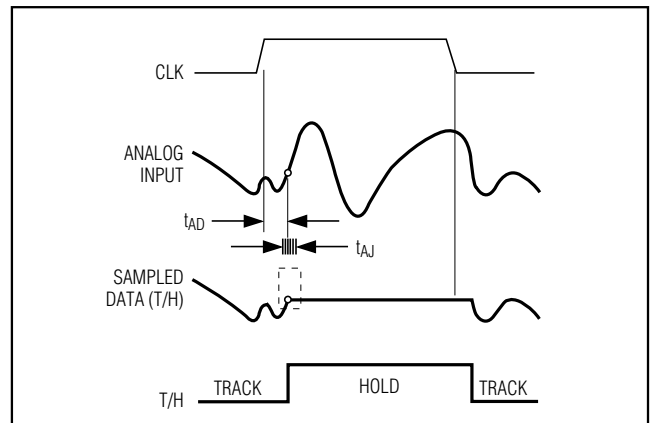 CLK
ANALOG
INPUT
tAD
tAJ
SAMPLED
DATA (T/H)
T/H
TRACK
HOLD
TRACK